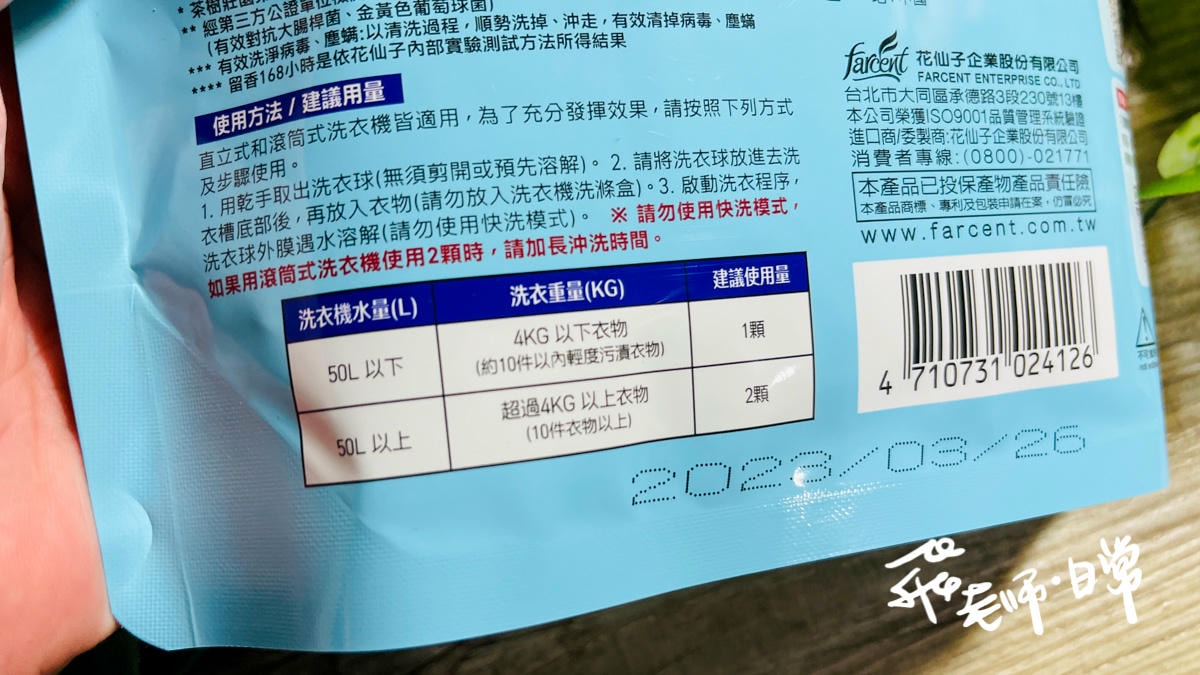 * 茶樹
** 經第三方公證單位
(有效對抗大腸桿菌、金黃色葡萄球菌)
*** 有效洗淨病毒、塵螨:以清洗過程,順勢洗掉、沖走,有效清掉病毒、塵螨
**** 留香168小時是依花仙子內部實驗測試方法所得結果
使用方法 / 建議用量
直立式和滾筒式洗衣機皆適用,為了充分發揮效果,請按照下列方式
及步驟使用。
1. 用乾手取出洗衣球(無須剪開或預先溶解)。 2. 請將洗衣球放進去洗
衣槽底部後,再放入衣物(請勿放入洗衣機洗滌盒)。3. 啟動洗衣程序,
洗衣球外膜遇水溶解(請勿使用快洗模式)。 ※ 請勿使用快洗模式,
如果用滾筒式洗衣機使用2顆時,請加長沖洗時間。
洗衣機水量(L) 洗衣重量(KG) 建議使用量
50L 以下 4KG 以下衣物 1顆
(約10件以內輕度污漬衣物)
50L 以上 超過4KG 以上衣物 2顆
(10件衣物以上)
farcent 花仙子企業股份有限公司
FARCENT ENTERPRISE CO., LTD
台北市大同區承德路3段230號13樓
本公司榮獲ISO9001品質管理系統驗證
進口商/委製商:花仙子企業股份有限公司
消費者專線:(0800)-021771
本產品已投保產物產品責任險
本產品商標、專利及包裝申請在案,仿冒必究
www.farcent.com.tw
4 710731 024126
2023/03/26
飛老師·日常